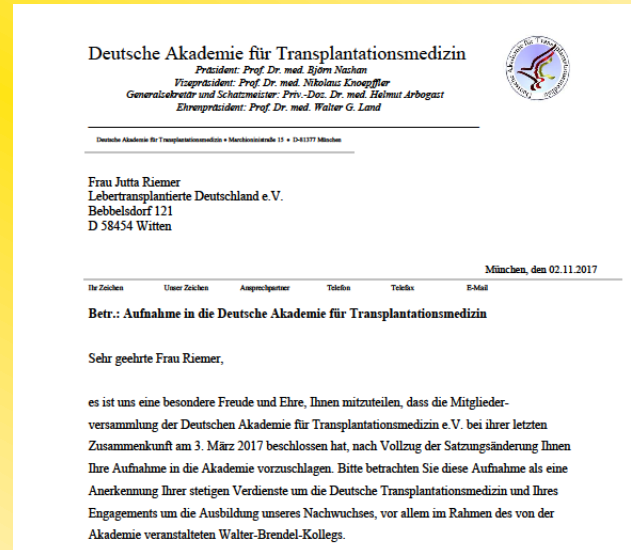 Deutsche Akademie für Transplantationsmedizin
Präsident: Prof. Dr. med. Björn Nashan
Vizepräsident: Prof. Dr. med. Nikolaus Knoepffler
Generalsekretär und Schatzmeister: Priv.-Doz. Dr. med. Helmut Arbogast
Ehrenpräsident: Prof. Dr. med. Walter G. Land
Deutsche Akademie für Transplantationsmedizin • Marchioninistraße 15 • D-81377 München
Frau Jutta Riemer
Lebertransplantierte Deutschland e.V.
Bebbelsdorf 121
D 58454 Witten
München, den 02.11.2017
Ihr Zeichen Unser Zeichen Ansprechpartner Telefon Telefax E-Mail
Betr.: Aufnahme in die Deutsche Akademie für Transplantationsmedizin
Sehr geehrte Frau Riemer,
es ist uns eine besondere Freude und Ehre, Ihnen mitzuteilen, dass die Mitglieder-
versammlung der Deutschen Akademie für Transplantationsmedizin e.V. bei ihrer letzten
Zusammenkunft am 3. März 2017 beschlossen hat, nach Vollzug der Satzungsänderung Ihnen
Ihre Aufnahme in die Akademie vorzuschlagen. Bitte betrachten Sie diese Aufnahme als eine
Anerkennung Ihrer stetigen Verdienste um die Deutsche Transplantationsmedizin und Ihres
Engagements um die Ausbildung unseres Nachwuchses, vor allem im Rahmen des von der
Akademie veranstalteten Walter-Brendel-Kollegs.